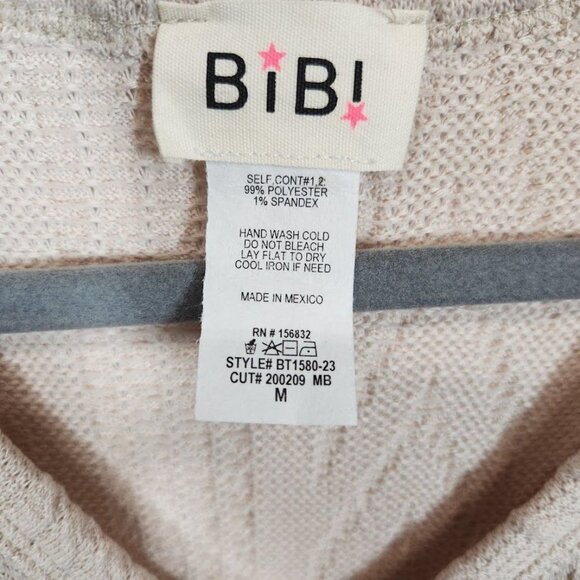 BiB!
SELF,CONT#1,2
99% POLYESTER
1% SPANDEX
HAND WASH COLD
DO NOT BLEACH
LAY FLAT TO DRY
COOL IRON IF NEED
MADE IN MEXICO
RN # 156832
STYLE# BT1580-23
CUT# 200209 MB
M